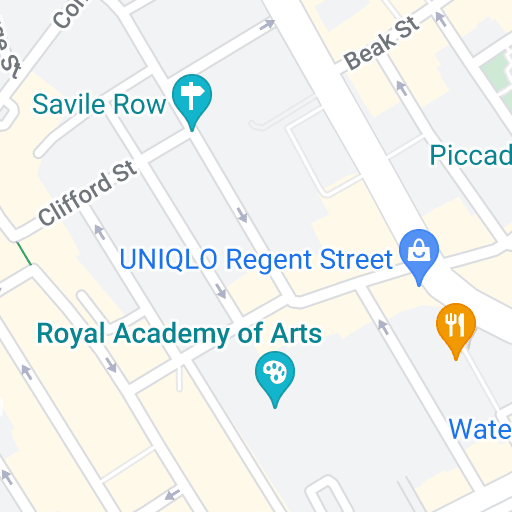 Beak St
Savile Row
Piccad
Clifford St
UNIQLO Regent Street
Royal Academy of Arts
Wate